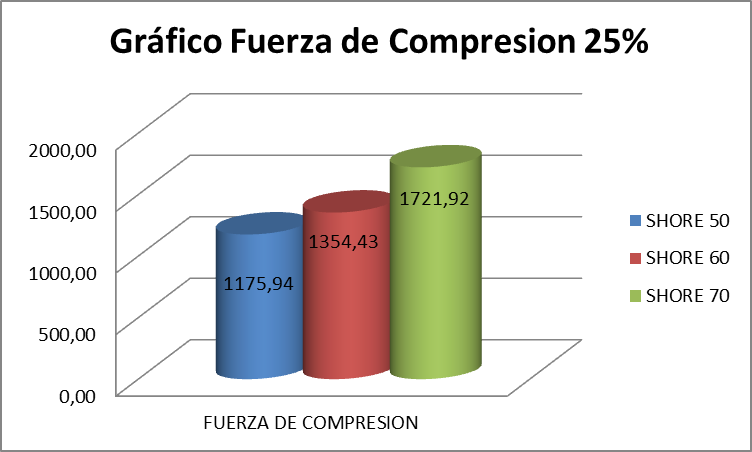 Gráfico Fuerza de Compresion 25%
2000,00
1500,00
1000,00
500,00
0,00
1175,94
1354,43
1721,92
FUERZA DE COMPRESION
SHORE 50
SHORE 60
SHORE 70